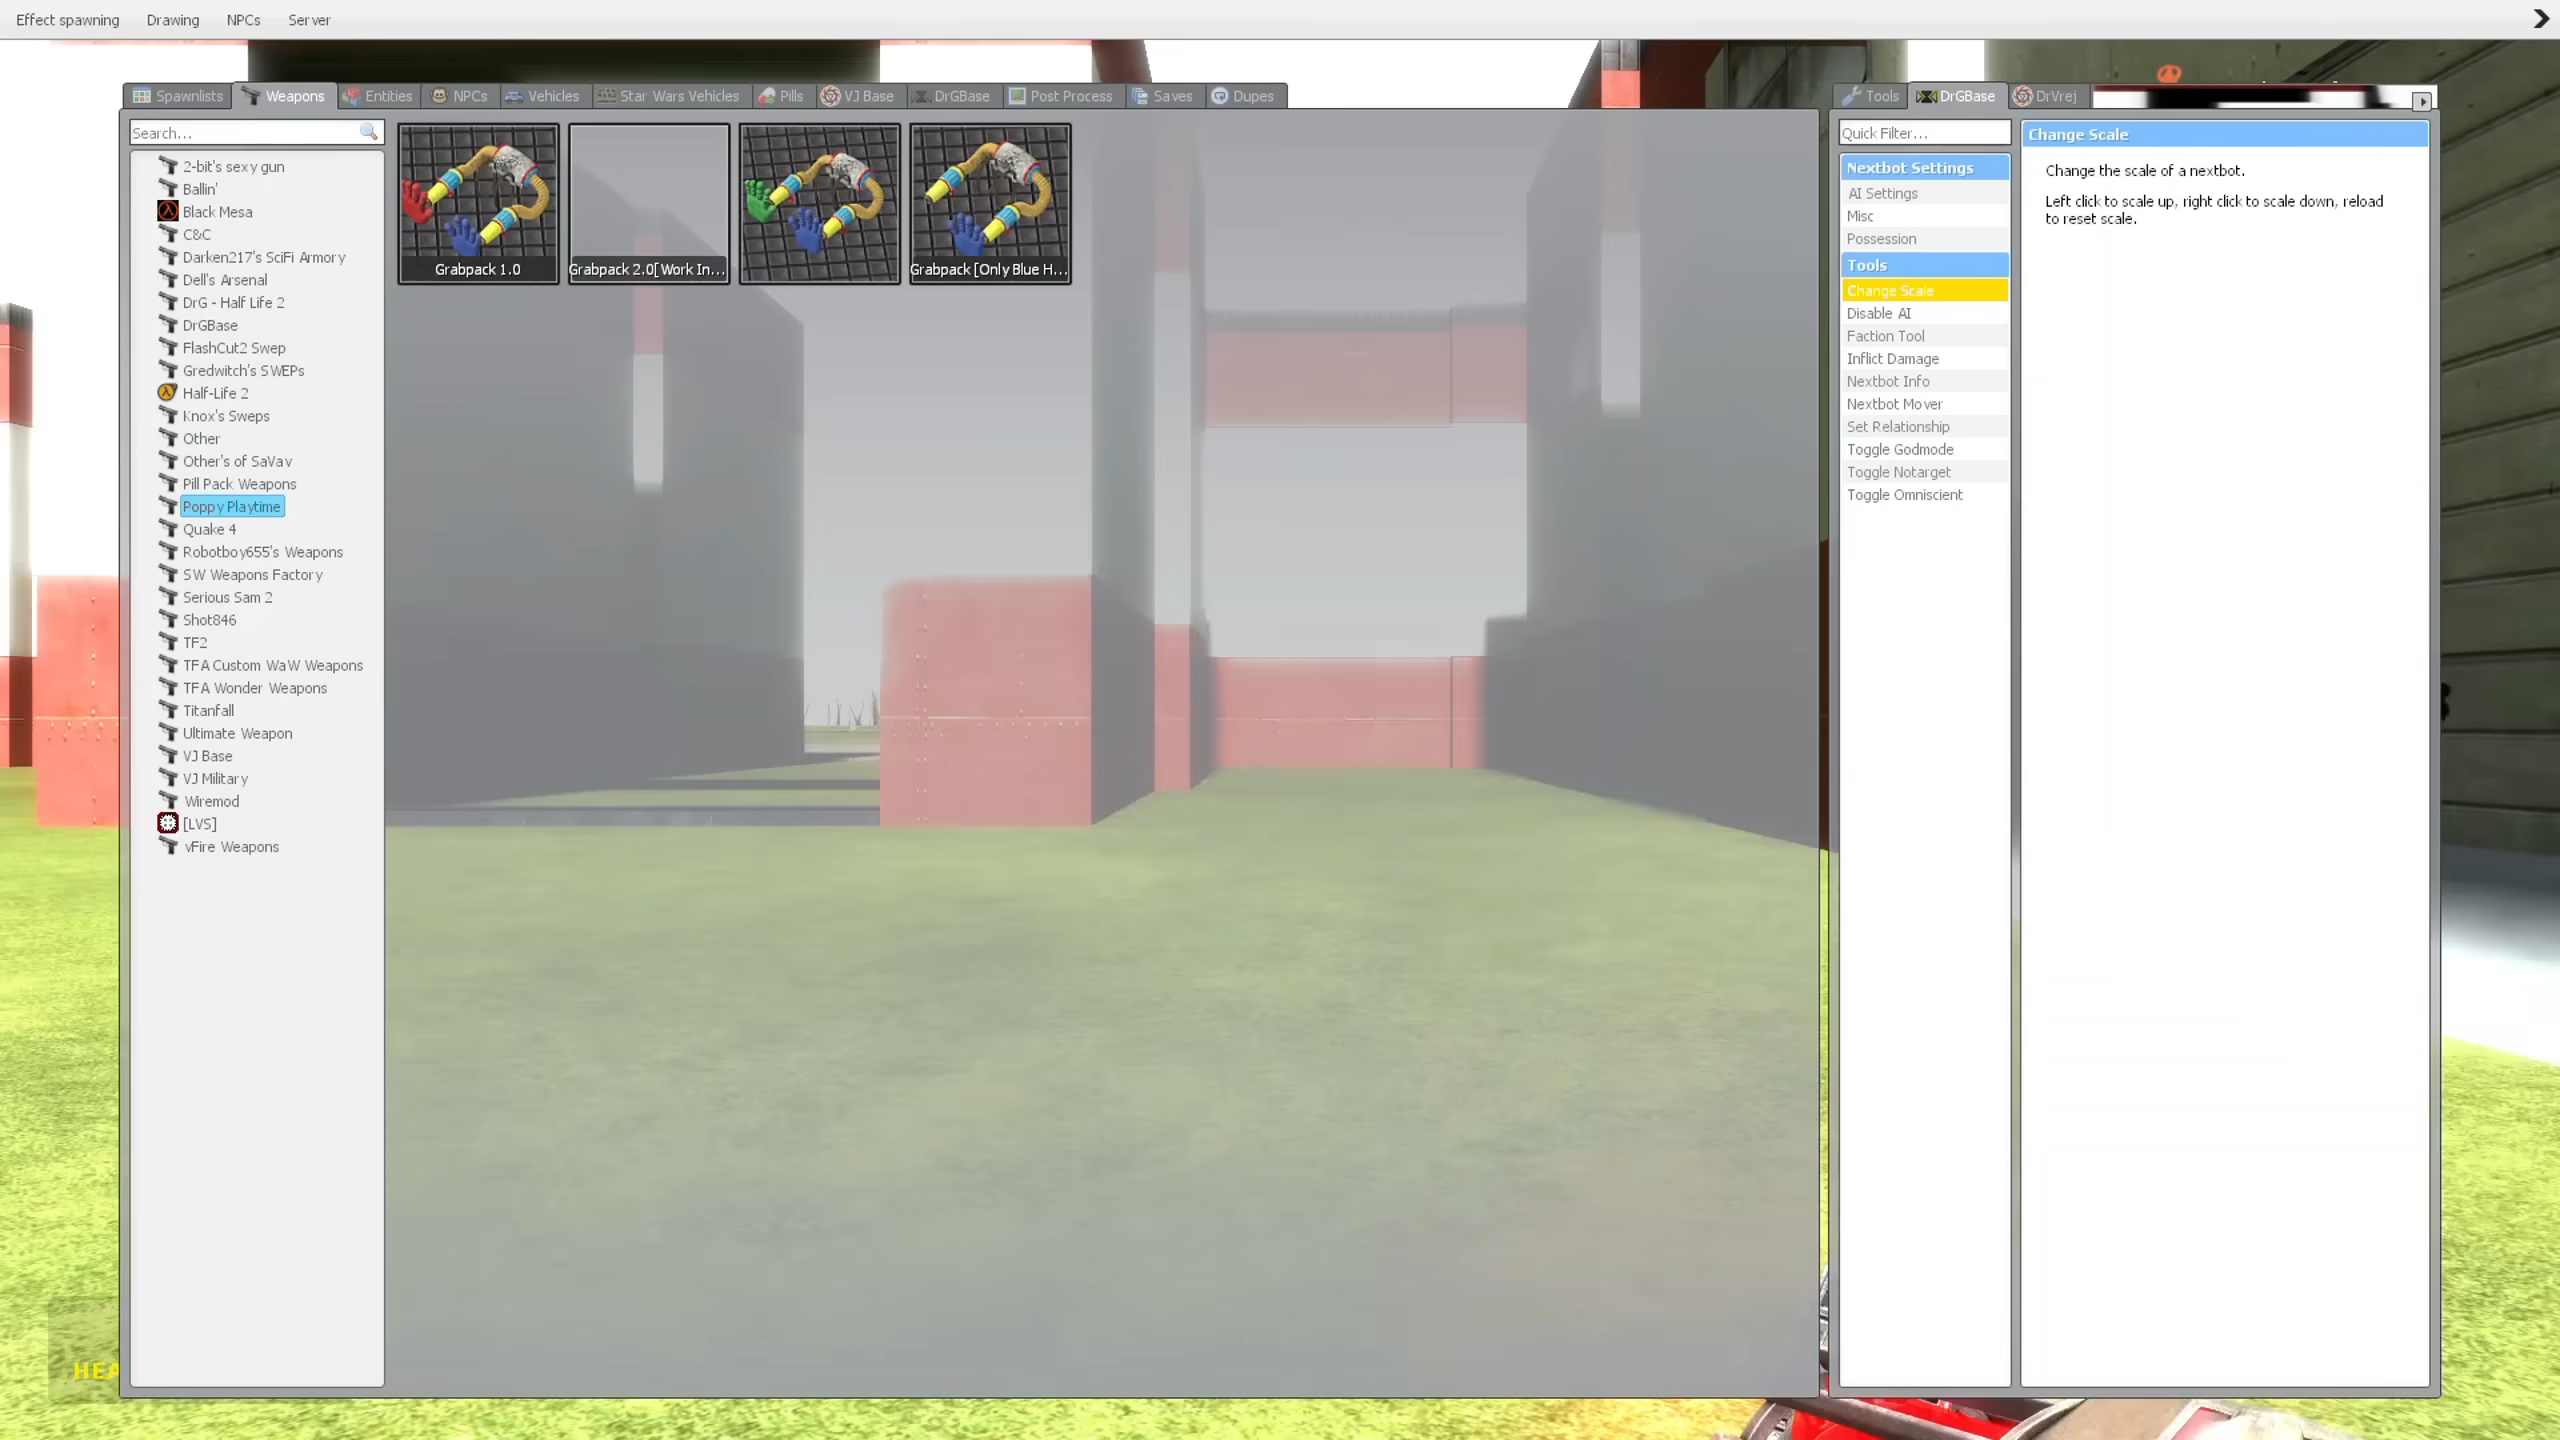 Effect spawning Drawing NPCs Server
Spawnlists Weapons Entities NPCs Vehicles Star Wars Vehicles Pills VJ Base DrGBase Post Process Saves Dupes
Search...
2-bit's sexy gun
Ballin'
Black Mesa
C&C
Darken217's SciFi Armory
Dell's Arsenal
DrG - Half Life 2
DrGBase
FlashCut2 Swep
Gredwitch's SWEPs
Half-Life 2
Knox's Sweps
Other
Other's of SaVav
Pill Pack Weapons
Poppy Playtime
Quake 4
Robotboy655's Weapons
SW Weapons Factory
Serious Sam 2
Shot846
TF2
TFA Custom WaW Weapons
TFA Wonder Weapons
Titanfall
Ultimate Weapon
VJ Base
VJ Military
Wiremod
[LVS]
vFire Weapons
Grabpack 1.0
Grabpack 2.0[Work In...
Grabpack [Only Blue H...
Tools DrGBase DrVrej
Quick Filter...
Nextbot Settings
AI Settings
Misc
Possession
Tools
Change Scale
Disable AI
Faction Tool
Inflict Damage
Nextbot Info
Nextbot Mover
Set Relationship
Toggle Godmode
Toggle Notarget
Toggle Omniscient
Change Scale
Change the scale of a nextbot.
Left click to scale up, right click to scale down, reload
to reset scale.
HEA